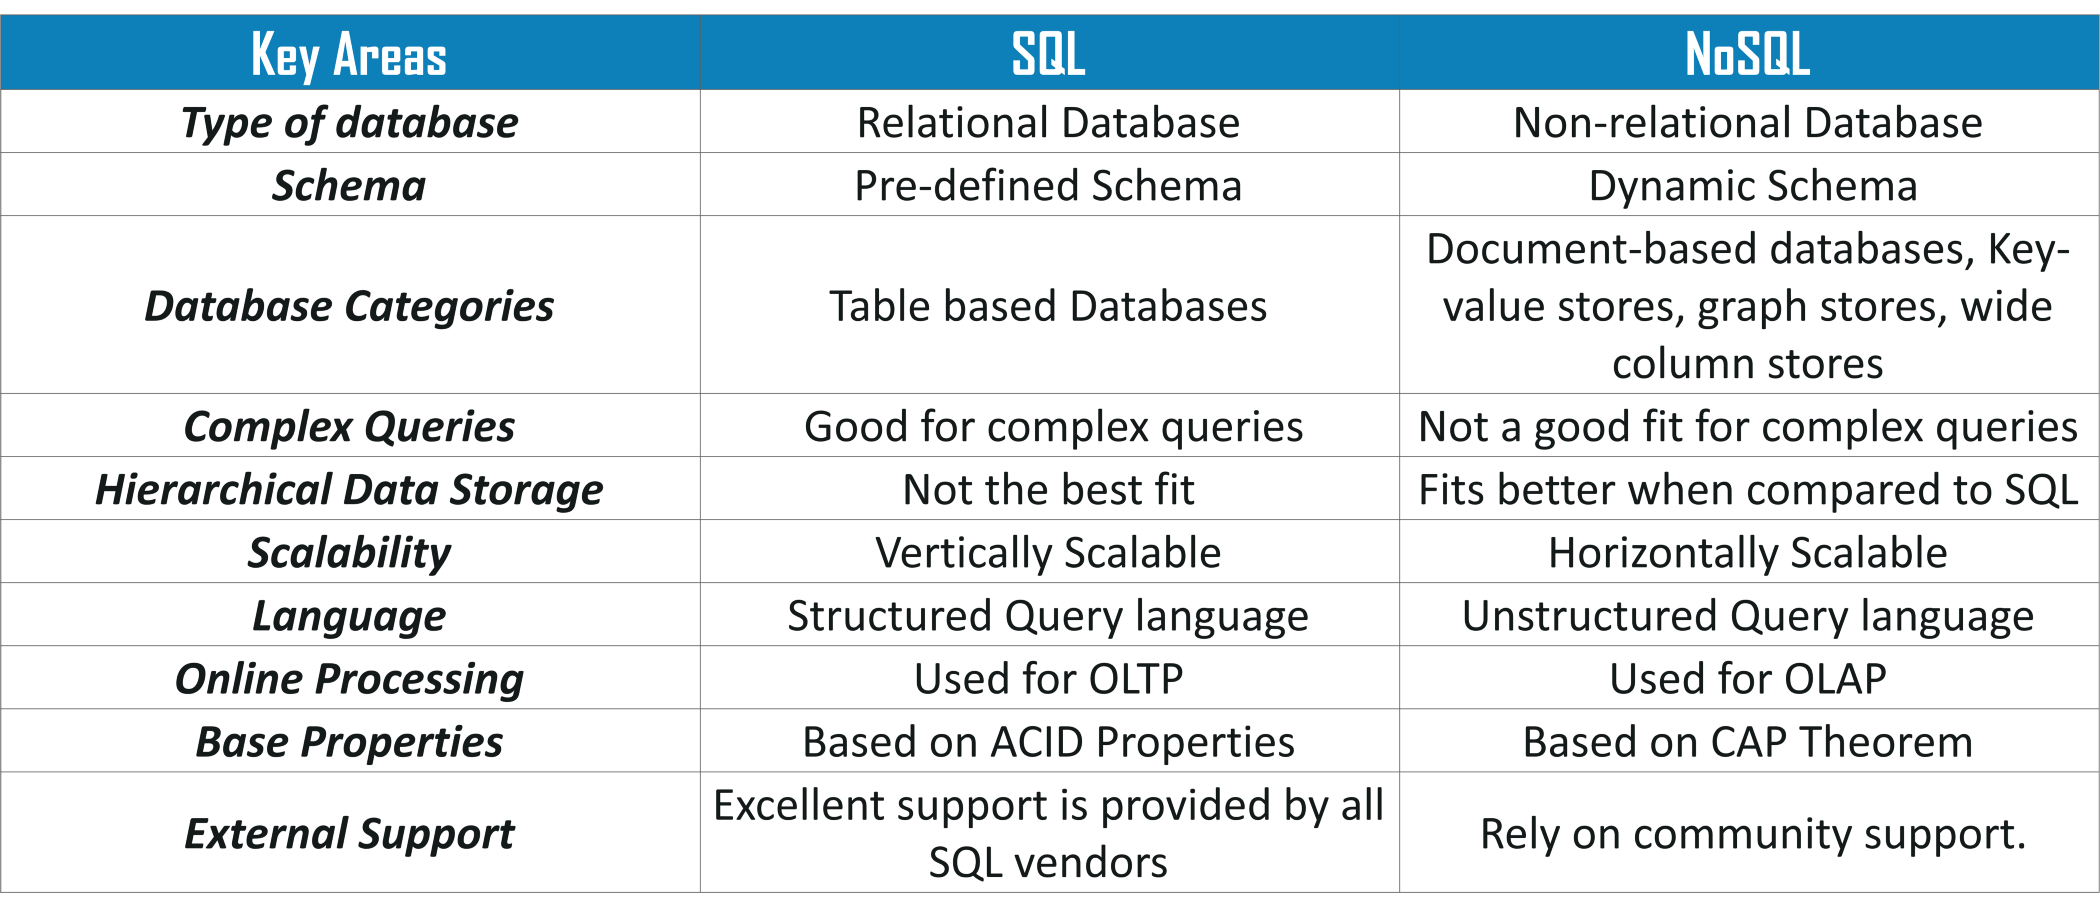 Key Areas SQL NoSQL
Type of database Relational Database Non-relational Database
Schema Pre-defined Schema Dynamic Schema
Database Categories Table based Databases Document-based databases, Key-
value stores, graph stores, wide
column stores
Complex Queries Good for complex queries Not a good fit for complex queries
Hierarchical Data Storage Not the best fit Fits better when compared to SQL
Scalability Vertically Scalable Horizontally Scalable
Language Structured Query language Unstructured Query language
Online Processing Used for OLTP Used for OLAP
Base Properties Based on ACID Properties Based on CAP Theorem
External Support Excellent support is provided by all
SQL vendors Rely on community support.